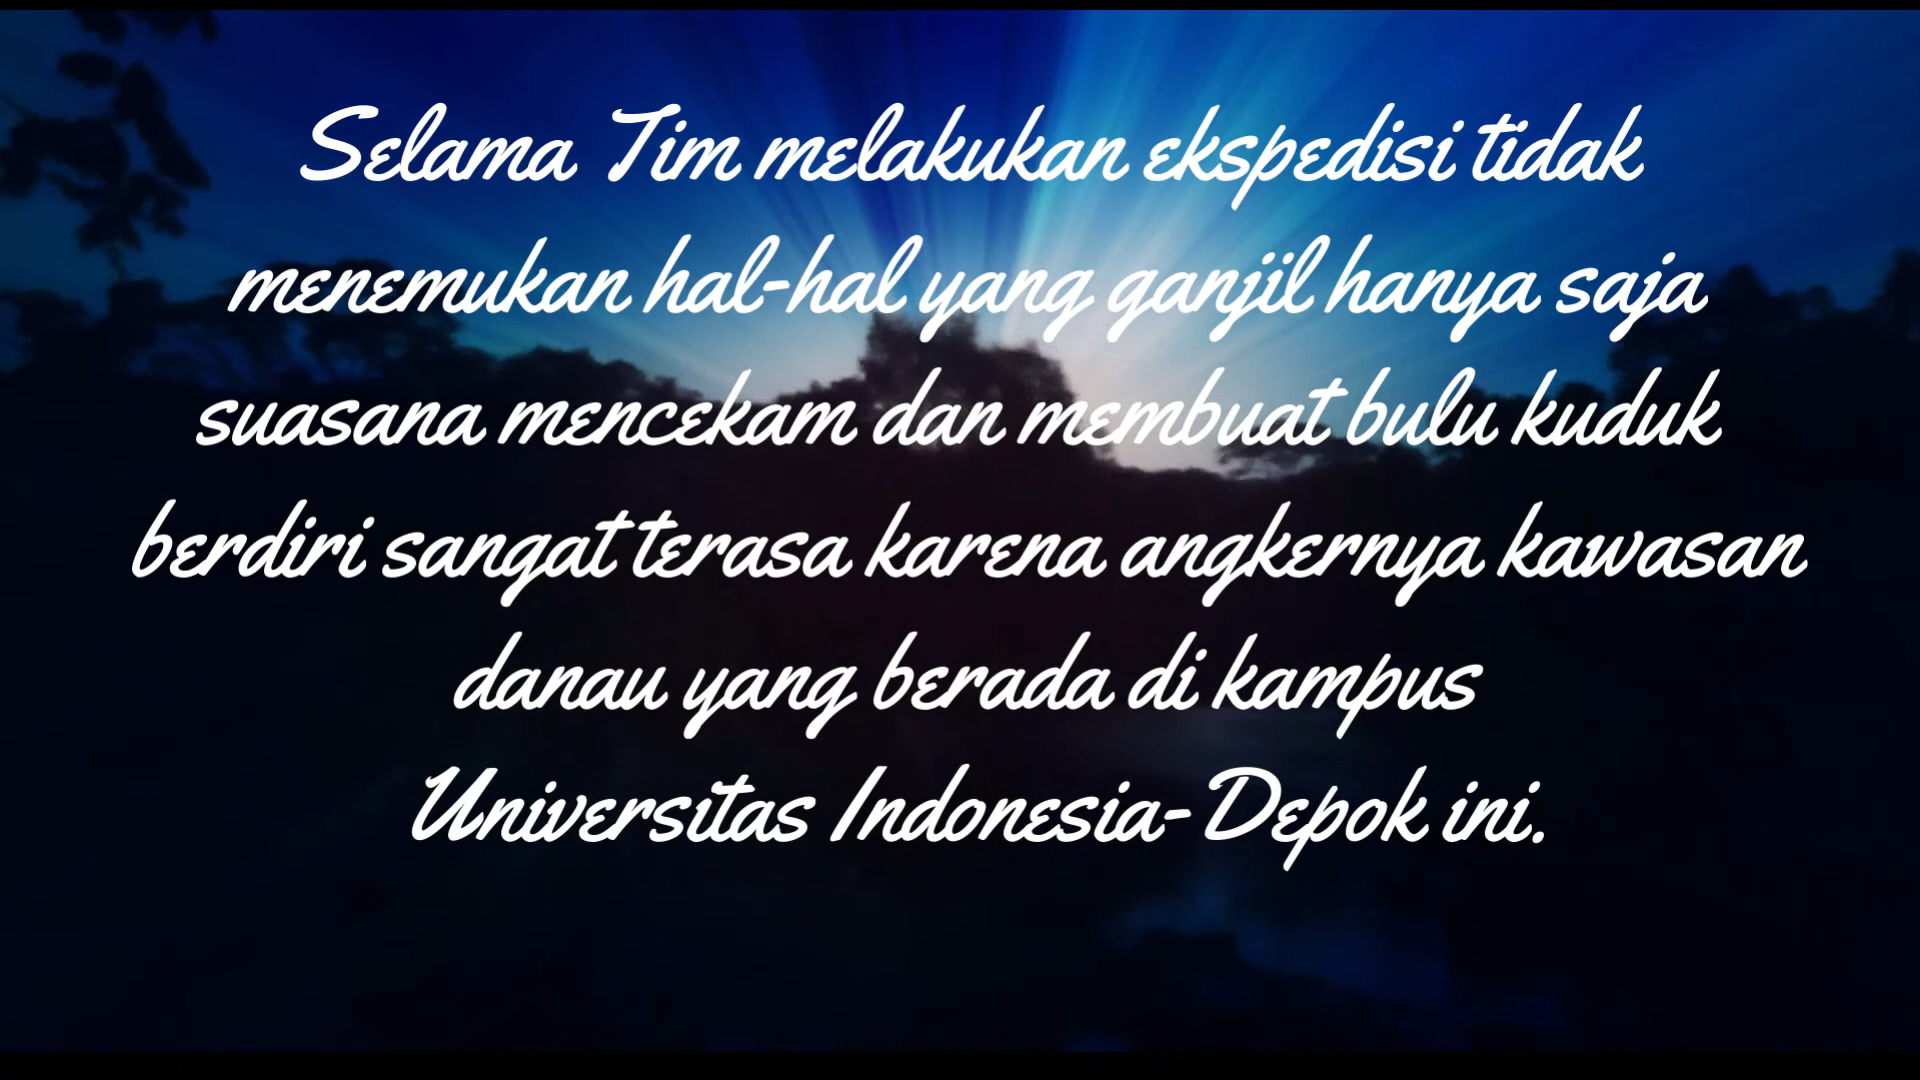 Selama Tim melakukan ekspedisi tidak
menemukan hal-hal yang ganjil hanya saja
suasana mencekam dan membuat bulu kuduk
berdiri sangat terasa karena angkernya kawasan
danau yang berada di kampus
Universitas Indonesia-Depok ini.